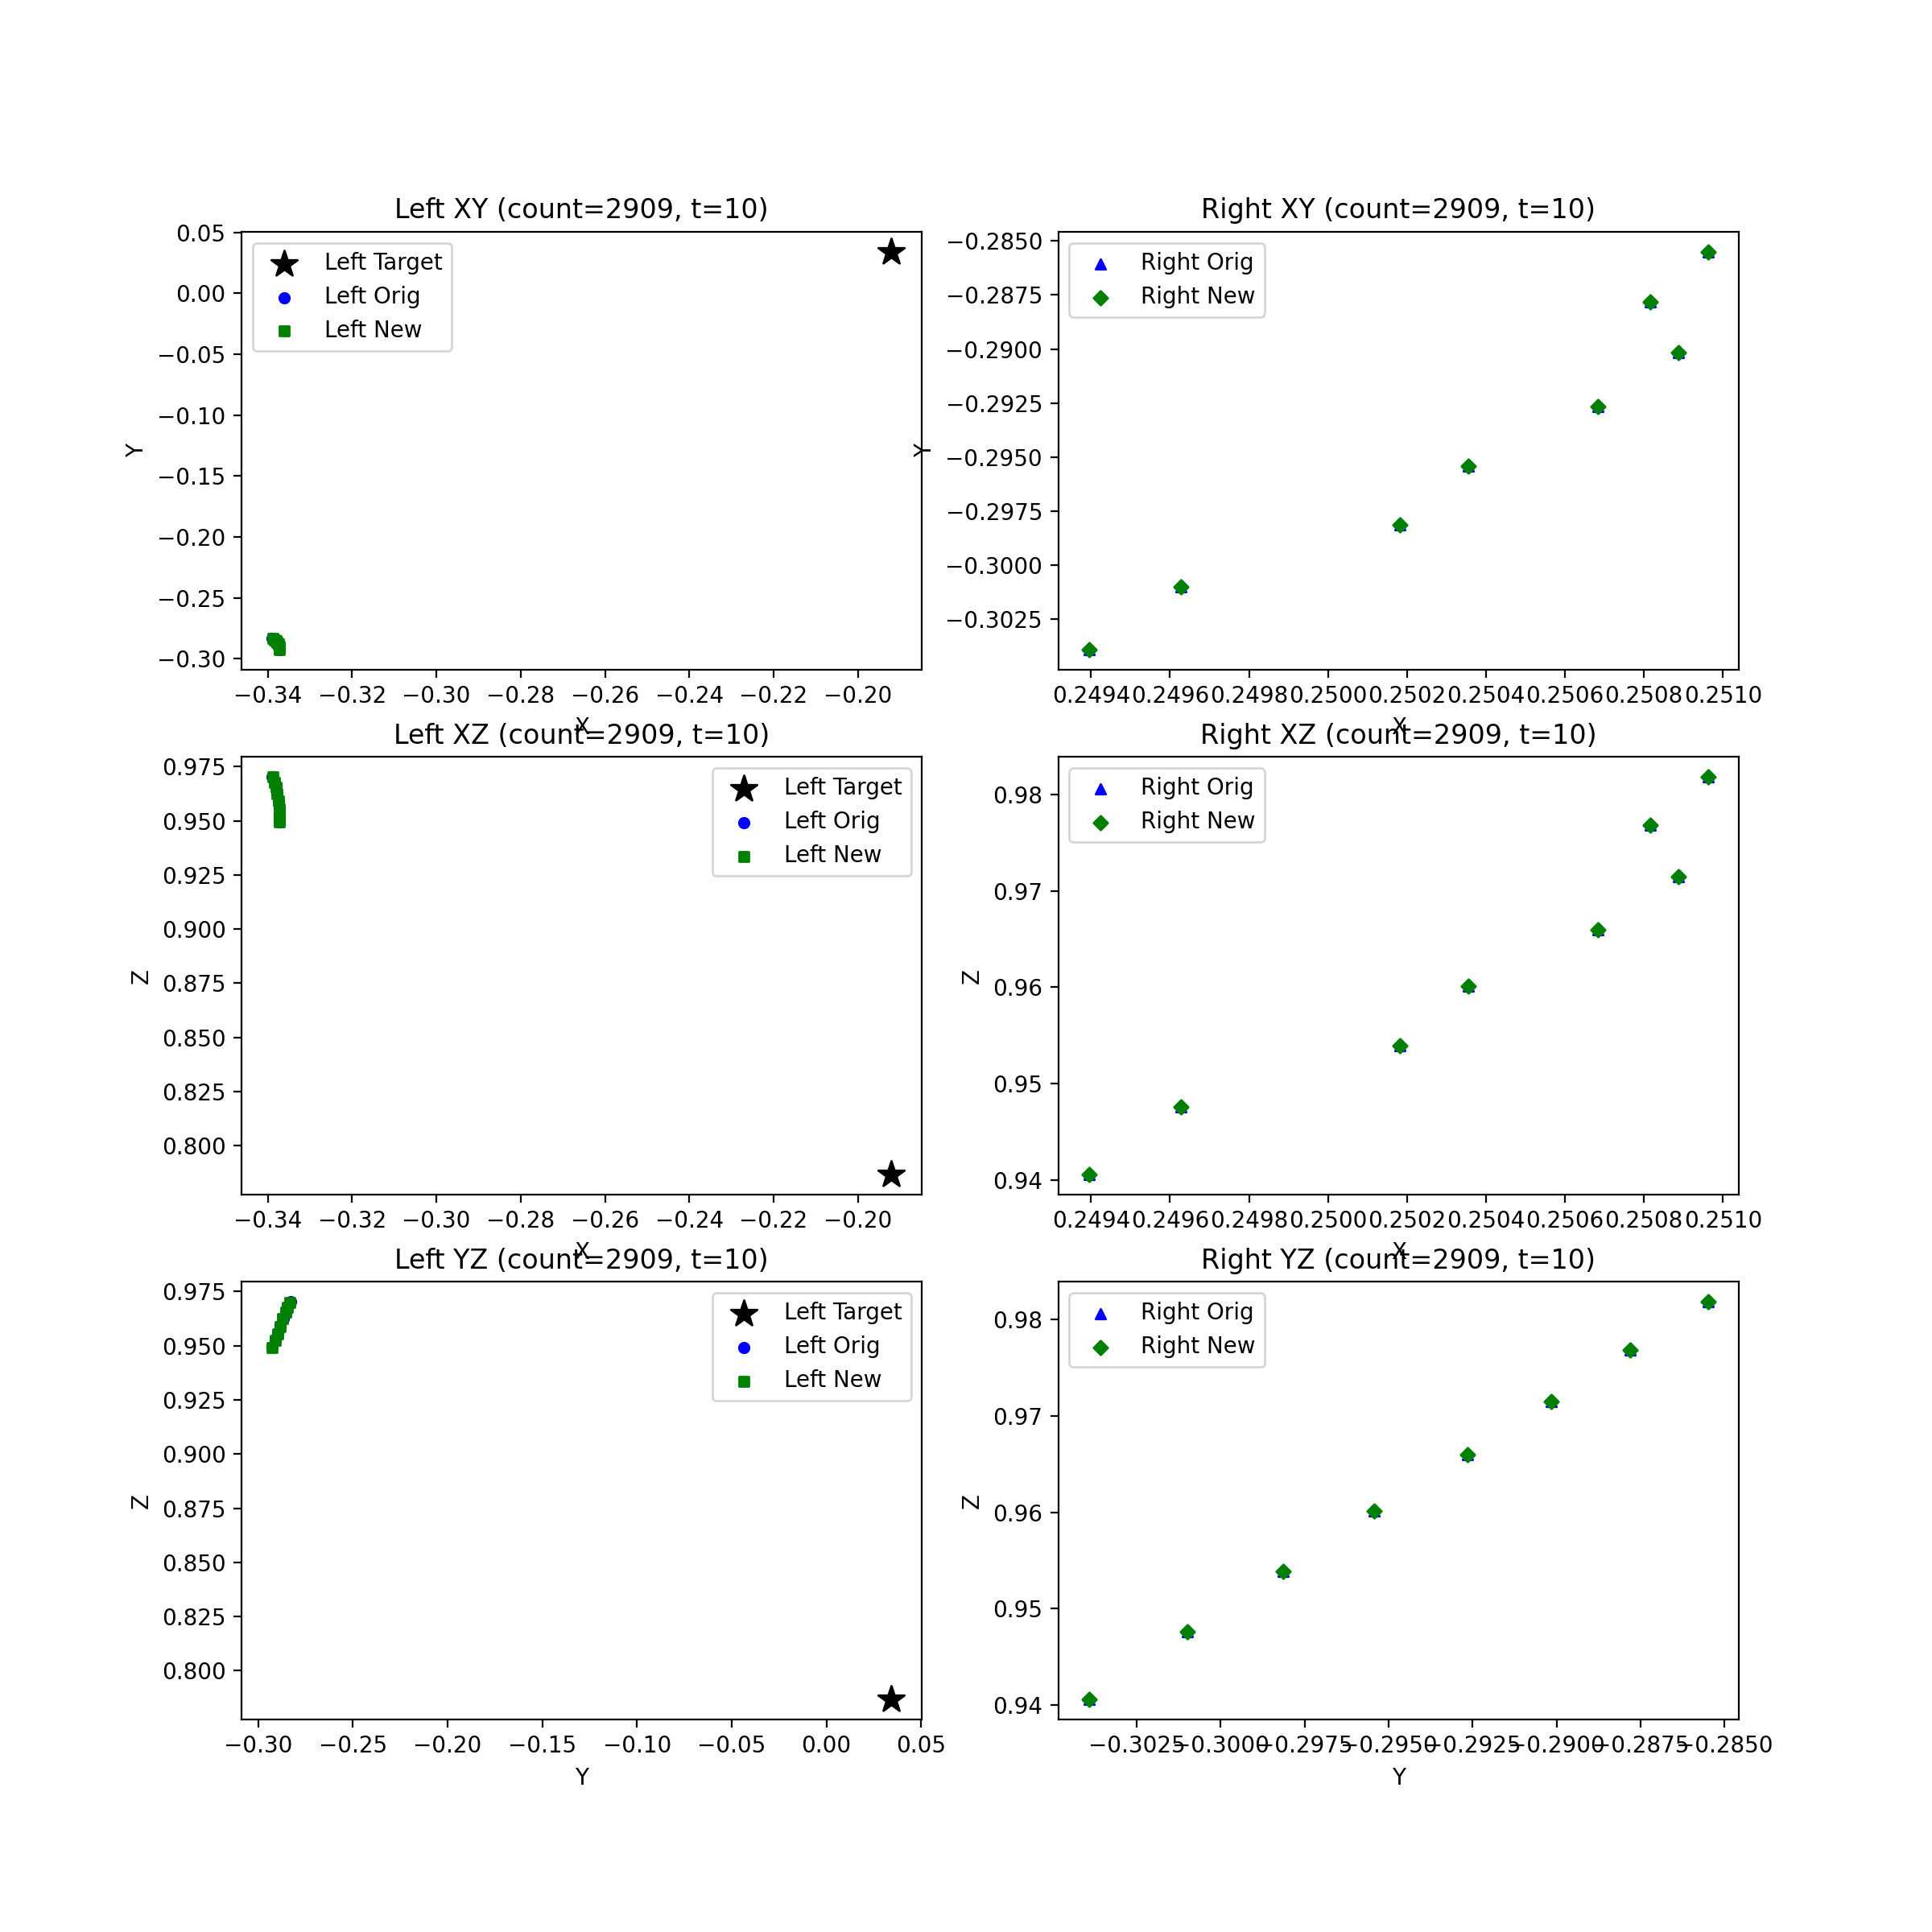 Left XY (count=2909, t=10)
Right XY (count=2909, t=10)
0.05
0.00
−0.05
−0.10
−0.15
−0.20
−0.25
−0.30
Y
Left Target
Left Orig
Left New
−0.34 −0.32 −0.30 −0.28 −0.26 −0.24 −0.22 −0.20
X
−0.2850
−0.2875
−0.2900
−0.2925
−0.2950
−0.2975
−0.3000
−0.3025
Y
Right Orig
Right New
0.2494 0.2496 0.2498 0.2500 0.2502 0.2504 0.2506 0.2508 0.2510
X
Left XZ (count=2909, t=10)
Right XZ (count=2909, t=10)
0.975
0.950
0.925
0.900
0.875
0.850
0.825
0.800
Z
Left Target
Left Orig
Left New
−0.34 −0.32 −0.30 −0.28 −0.26 −0.24 −0.22 −0.20
X
0.98
0.97
0.96
0.95
0.94
Z
Right Orig
Right New
0.2494 0.2496 0.2498 0.2500 0.2502 0.2504 0.2506 0.2508 0.2510
X
Left YZ (count=2909, t=10)
Right YZ (count=2909, t=10)
0.975
0.950
0.925
0.900
0.875
0.850
0.825
0.800
Z
Left Target
Left Orig
Left New
−0.30 −0.25 −0.20 −0.15 −0.10 −0.05 0.00 0.05
Y
0.98
0.97
0.96
0.95
0.94
Z
Right Orig
Right New
−0.3025 −0.3000 −0.2975 −0.2950 −0.2925 −0.2900 −0.2875 −0.2850
Y